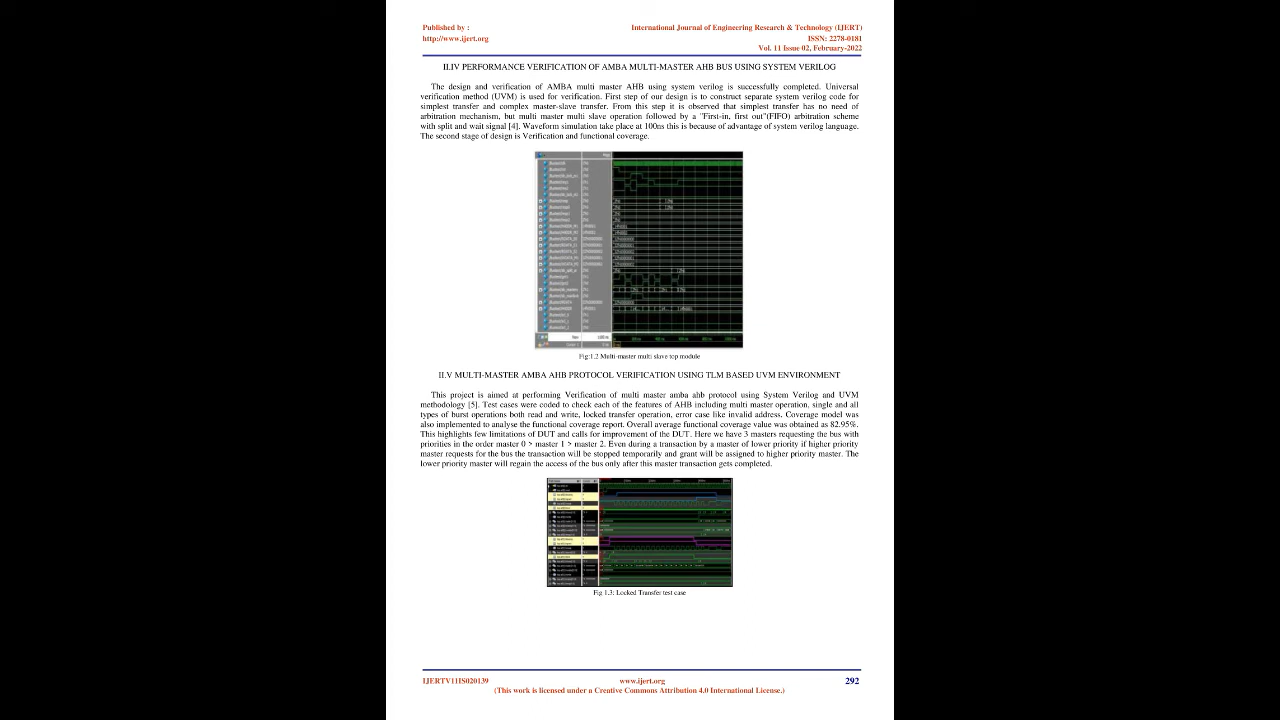 Published by :
International Journal of Engineering Research & Technology (IJERT)
http://www.ijert.org
ISSN: 2278-0181
Vol. 11 Issue 02, February-2022
II.IV PERFORMANCE VERIFICATION OF AMBA MULTI-MASTER AHB BUS USING SYSTEM VERILOG
The design and verification of AMBA multi master AHB using system verilog is successfully completed. Universal
verification method (UVM) is used for verification. First step of our design is to construct separate system verilog code for
simplest transfer and complex master-slave transfer. From this step it is observed that simplest transfer has no need of
arbitration mechanism, but multi master multi slave operation followed by a "First-in, first out"(FIFO) arbitration scheme
with split and wait signal [4]. Waveform simulation take place at 100ns this is because of advantage of system verilog language.
The second stage of design is Verification and functional coverage.
Fig:1.2 Multi-master multi slave top module
II.V MULTI-MASTER AMBA AHB PROTOCOL VERIFICATION USING TLM BASED UVM ENVIRONMENT
This project is aimed at performing Verification of multi master amba ahb protocol using System Verilog and UVM
methodology [5]. Test cases were coded to check each of the features of AHB including multi master operation, single and all
types of burst operations both read and write, locked transfer operation, error case like invalid address. Coverage model was
also implemented to analyse the functional coverage report. Overall average functional coverage value was obtained as 82.95%.
This highlights few limitations of DUT and calls for improvement of the DUT. Here we have 3 masters requesting the bus with
priorities in the order master 0 > master 1 > master 2. Even during a transaction by a master of lower priority if higher priority
master requests for the bus the transaction will be stopped temporarily and grant will be assigned to higher priority master. The
lower priority master will regain the access of the bus only after this master transaction gets completed.
Fig 1.3: Locked Transfer test case
IJERTV11IS020139
www.ijert.org
292
(This work is licensed under a Creative Commons Attribution 4.0 International License.)